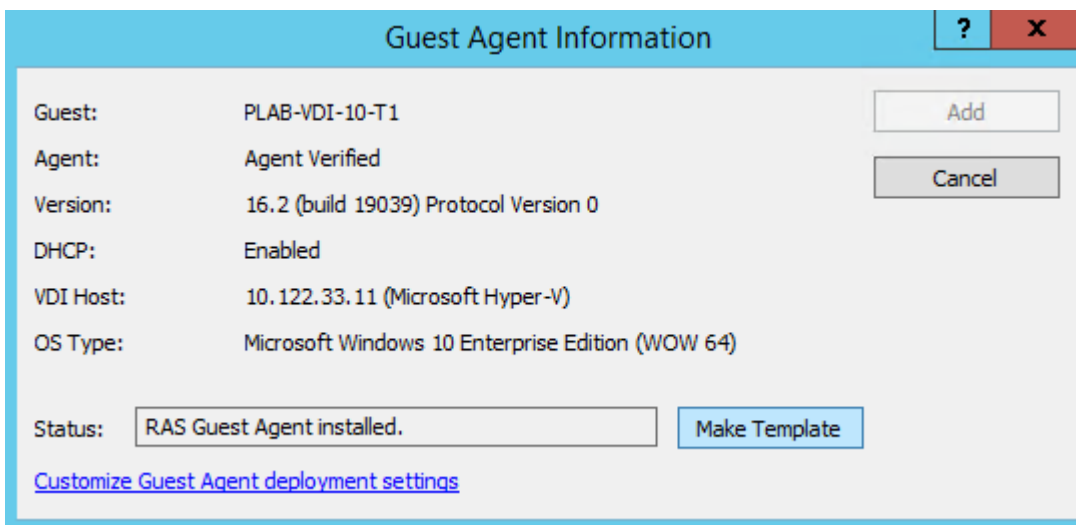 Guest Agent Information
? x
Guest: PLAB-VDI-10-T1
Add
Agent: Agent Verified
Cancel
Version: 16.2 (build 19039) Protocol Version 0
DHCP: Enabled
VDI Host: 10.122.33.11 (Microsoft Hyper-V)
OS Type: Microsoft Windows 10 Enterprise Edition (WOW 64)
Status: RAS Guest Agent installed. Make Template
Customize Guest Agent deployment settings